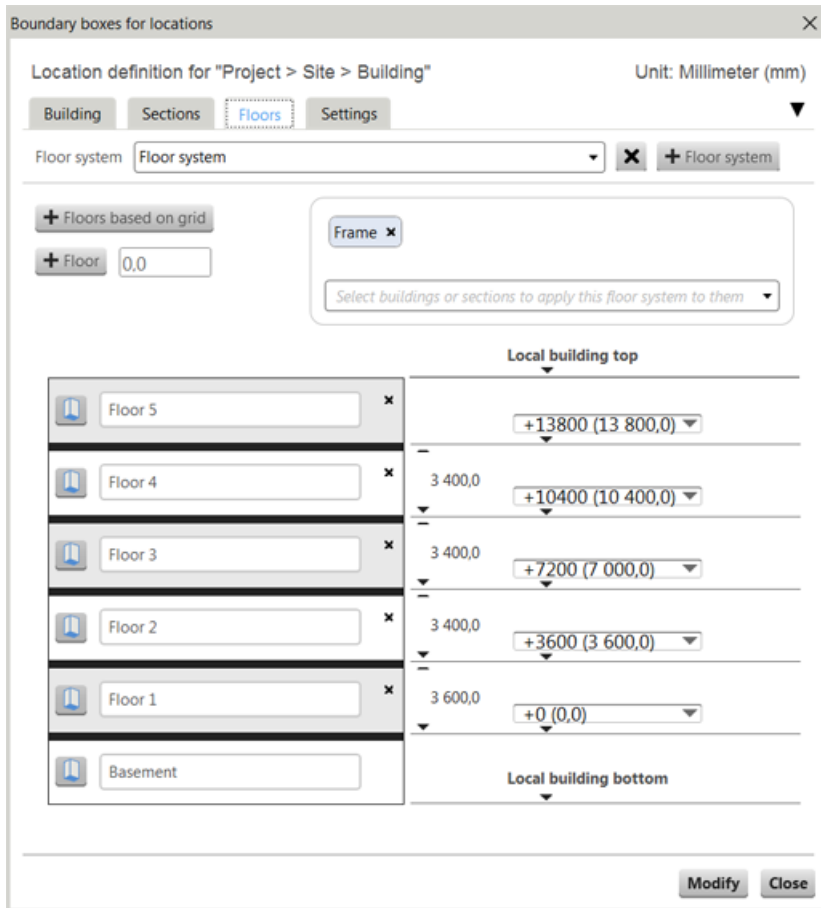 Boundary boxes for locations
Location definition for "Project > Site > Building" Unit: Millimeter (mm)
Building Sections Floors Settings
Floor system Floor system + Floor system
+ Floors based on grid
Frame ×
+ Floor 0.0
Select buildings or sections to apply this floor system to them
Local building top
Floor 5 ×
+13800 (13 800,0)
Floor 4 × 3 400,0
+10400 (10 400,0)
Floor 3 × 3 400,0
+7200 (7 000,0)
Floor 2 × 3 400,0
+3600 (3 600,0)
Floor 1 × 3 600,0
+0 (0,0)
Basement
Local building bottom
Modify Close